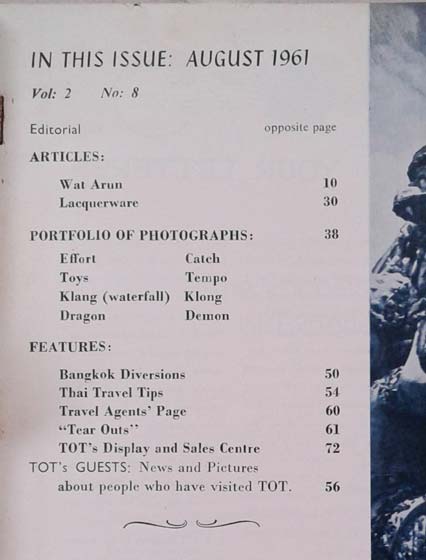 IN THIS ISSUE: AUGUST 1961
Vol: 2 No: 8
Editorial opposite page
ARTICLES:
Wat Arun 10
Lacquerware 30
PORTFOLIO OF PHOTOGRAPHS: 38
Effort Catch
Toys Tempo
Klang (waterfall) Klong
Dragon Demon
FEATURES:
Bangkok Diversions 50
Thai Travel Tips 54
Travel Agents' Page 60
"Tear Outs" 61
TOT's Display and Sales Centre 72
TOT's GUESTS: News and Pictures
about people who have visited TOT. 56